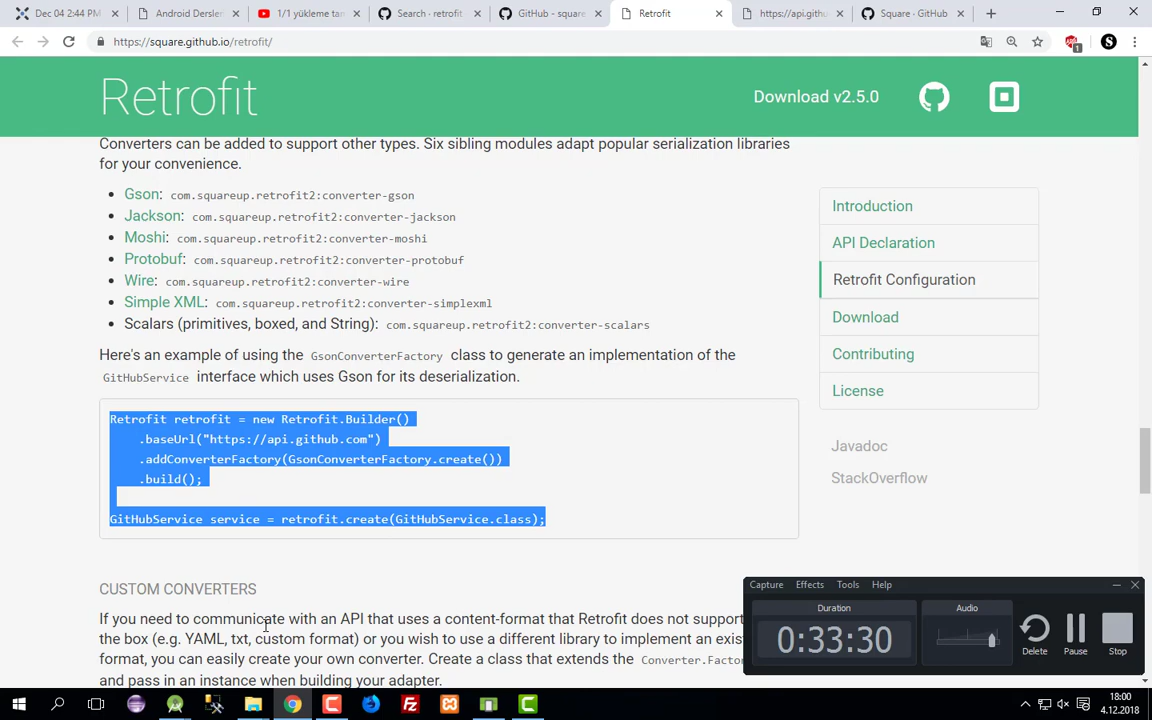 Dec 04 2:44 PM
Android Dersler
1/1 yükleme tan
Search · retrofit
GitHub - square
Retrofit
https://api.githu
Square · GitHub
https://square.github.io/retrofit/
1
S
Retrofit
Download v2.5.0
Converters can be added to support other types. Six sibling modules adapt popular serialization libraries
for your convenience.
Gson: com.squareup.retrofit2:converter-gson
Jackson: com.squareup.retrofit2:converter-jackson
Moshi: com.squareup.retrofit2:converter-moshi
Protobuf: com.squareup.retrofit2:converter-protobuf
Wire: com.squareup.retrofit2:converter-wire
Simple XML: com.squareup.retrofit2:converter-simplexml
Scalars (primitives, boxed, and String): com.squareup.retrofit2:converter-scalars
Here's an example of using the GsonConverterFactory class to generate an implementation of the
GitHubService interface which uses Gson for its deserialization.
Retrofit retrofit = new Retrofit.Builder()
.baseUrl("https://api.github.com")
.addConverterFactory(GsonConverterFactory.create())
.build();
GitHubService service = retrofit.create(GitHubService.class);
CUSTOM CONVERTERS
If you need to communicate with an API that uses a content-format that Retrofit does not support
the box (e.g. YAML, txt, custom format) or you wish to use a different library to implement an exis
format, you can easily create your own converter. Create a class that extends the Converter.Factor
and pass in an instance when building your adapter.
Introduction
API Declaration
Retrofit Configuration
Download
Contributing
License
Javadoc
StackOverflow
Capture Effects Tools Help
Duration
Audio
0:33:30
Delete
Pause
Stop
18:00
4.12.2018